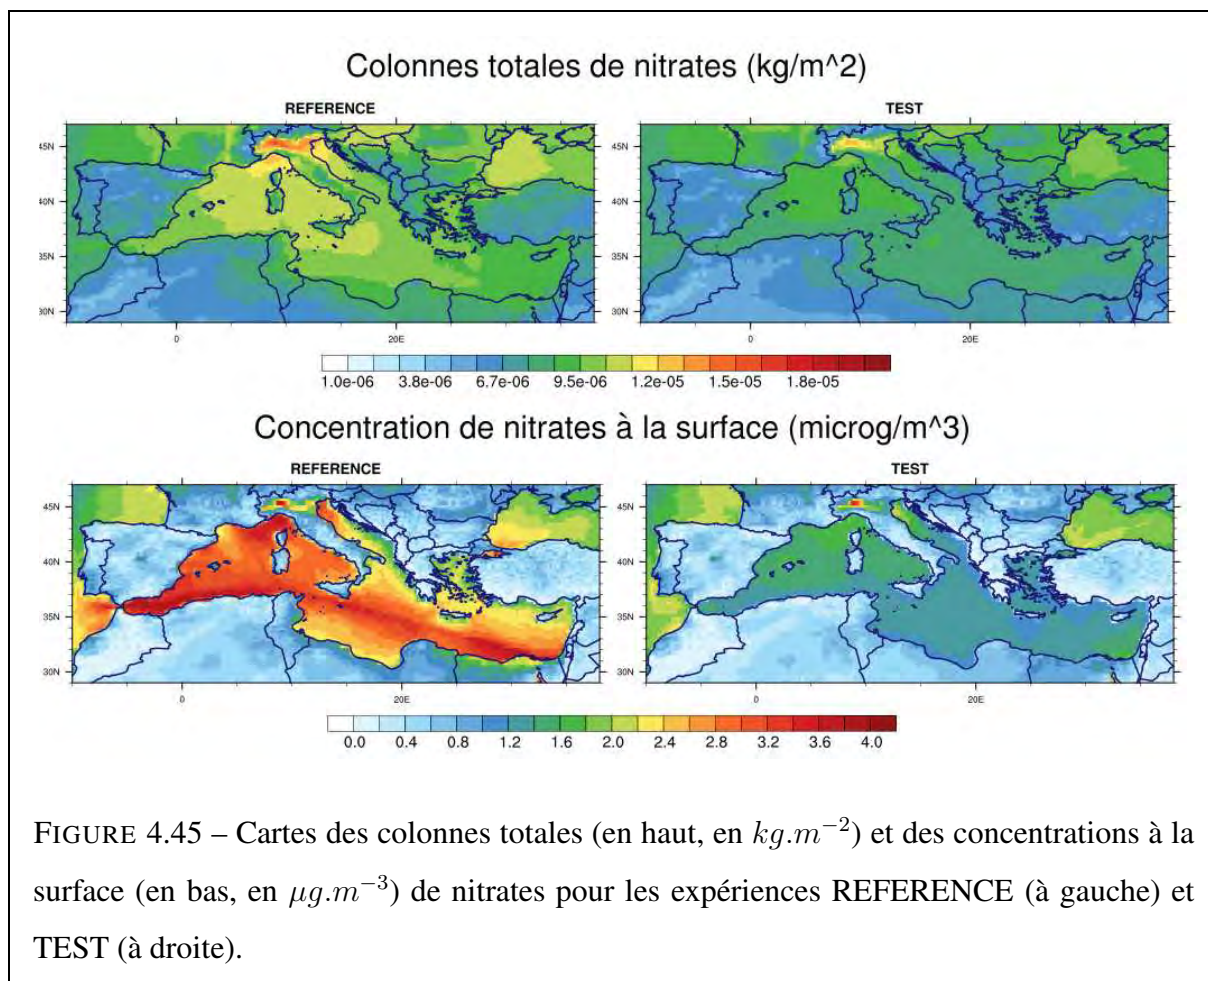 Colonnes totales de nitrates (kg/m^2)
REFERENCE
TEST
45N
40N
35N
30N
0
20E
45N
40N
35N
30N
0
20E
1.0e-06 3.8e-06 6.7e-06 9.5e-06 1.2e-05 1.5e-05 1.8e-05
Concentration de nitrates à la surface (microg/m^3)
REFERENCE
TEST
45N
40N
35N
30N
0
20E
45N
40N
35N
30N
0
20E
0.0 0.4 0.8 1.2 1.6 2.0 2.4 2.8 3.2 3.6 4.0
FIGURE 4.45 – Cartes des colonnes totales (en haut, en kg.m⁻²) et des concentrations à la
surface (en bas, en μg.m⁻³) de nitrates pour les expériences REFERENCE (à gauche) et
TEST (à droite).